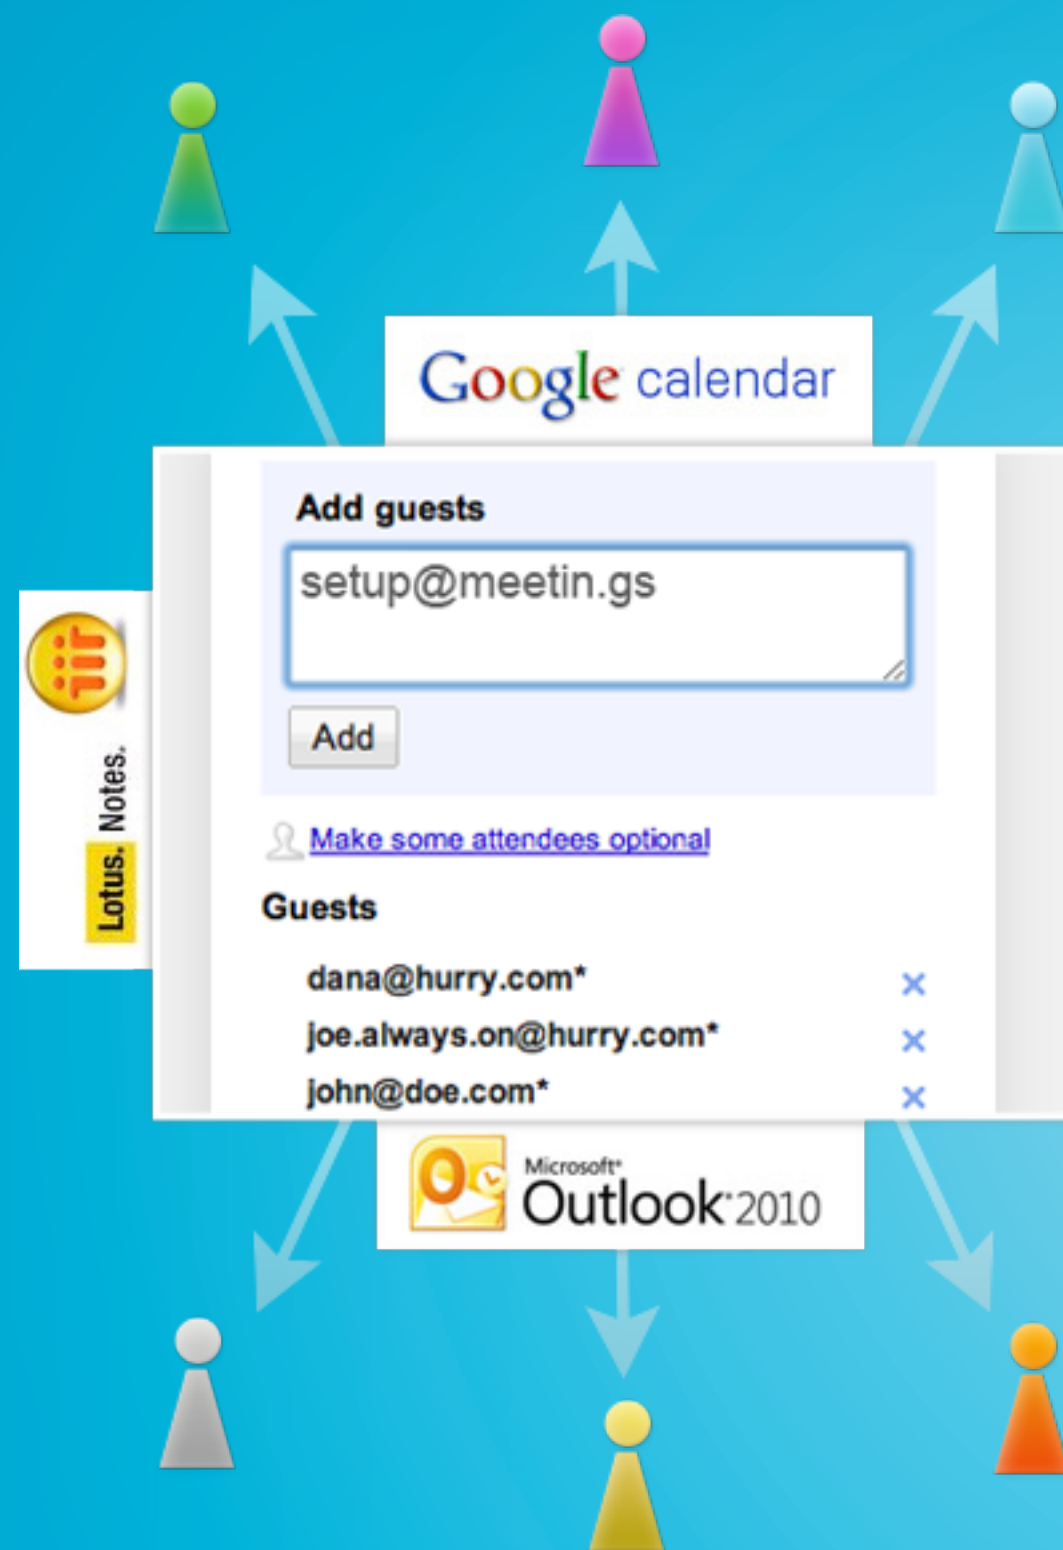 Google calendar
Add guests
setup@meetin.gs
Add
Make some attendees optional
Guests
dana@hurry.com*
joe.always.on@hurry.com*
john@doe.com*
Lotus. Notes.
Microsoft®
Outlook® 2010